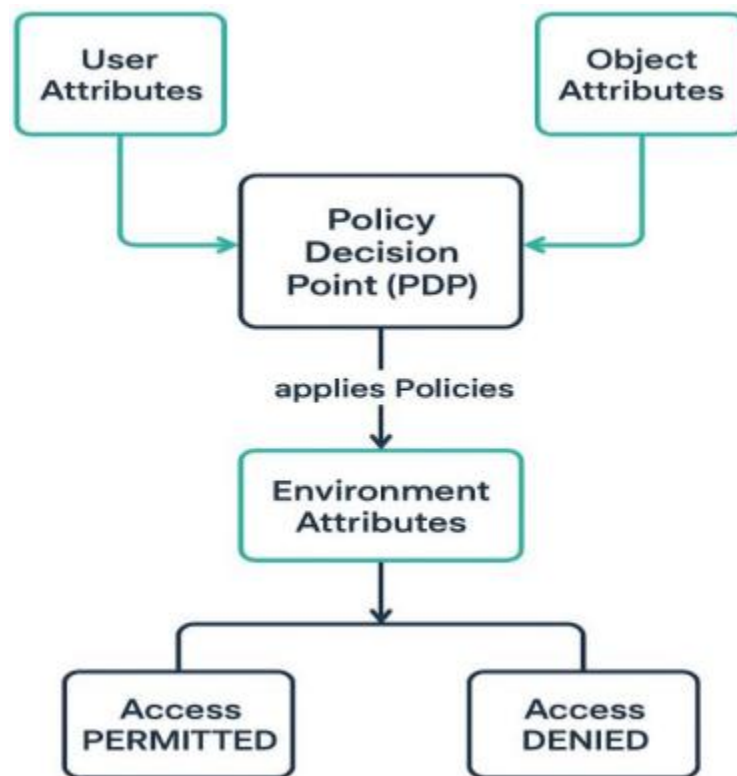 User
Attributes
Object
Attributes
Policy
Decision
Point (PDP)
applies Policies
Environment
Attributes
Access
PERMITTED
Access
DENIED